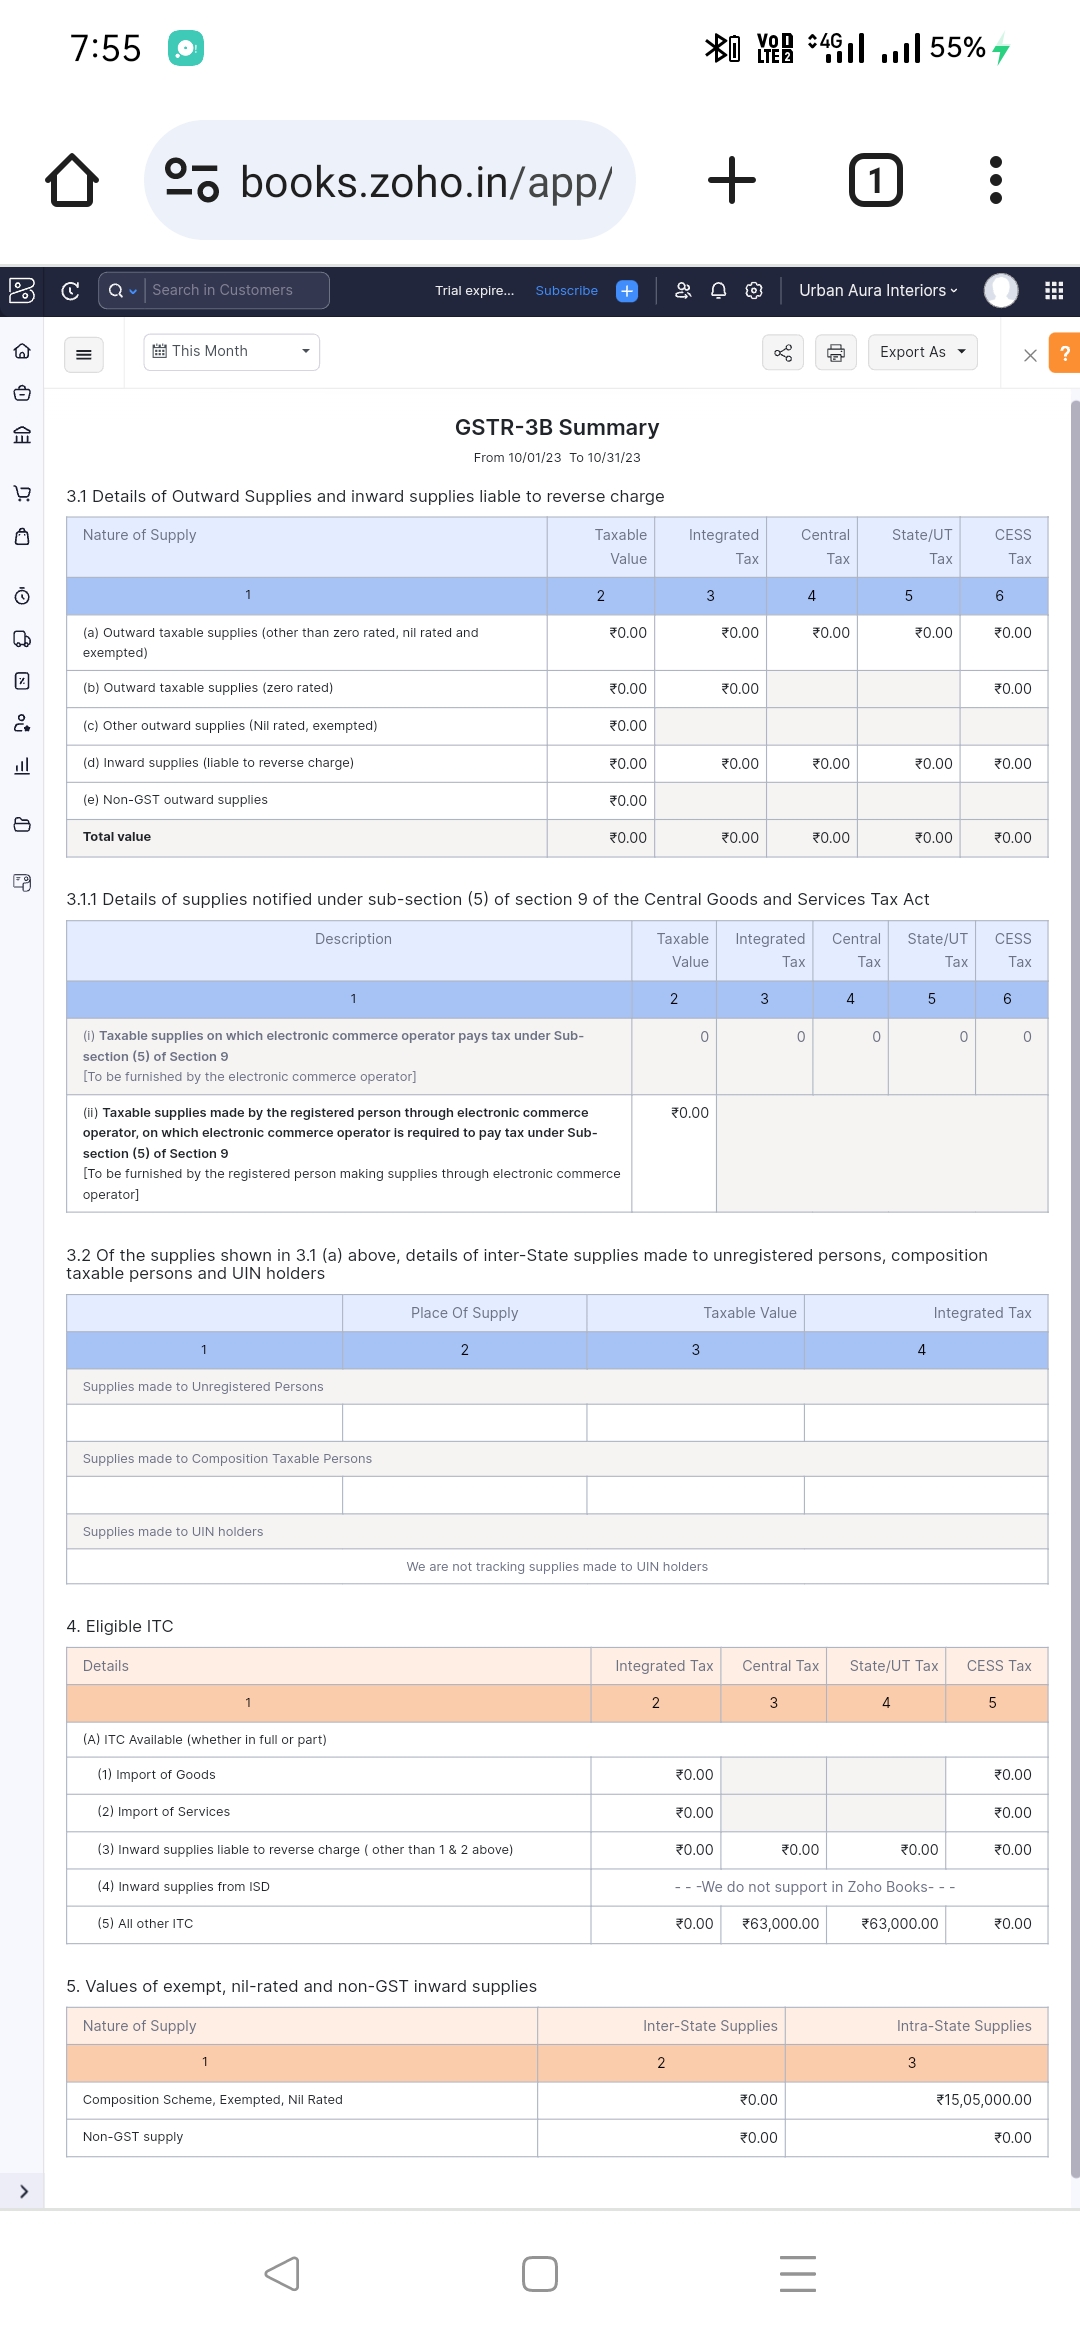 7:55
Vo 1
LTE 2
4G
55%
books.zoho.in/app/
1
Search in Customers
Trial expire...
Subscribe
Urban Aura Interiors
This Month
Export As
?
GSTR-3B Summary
From 10/01/23 To 10/31/23
3.1 Details of Outward Supplies and inward supplies liable to reverse charge
Nature of Supply Taxable Value Integrated Tax Central Tax State/UT Tax CESS Tax
1 2 3 4 5 6
(a) Outward taxable supplies (other than zero rated, nil rated and ₹0.00 ₹0.00 ₹0.00 ₹0.00 ₹0.00
exempted)
(b) Outward taxable supplies (zero rated) ₹0.00 ₹0.00 ₹0.00
(c) Other outward supplies (Nil rated, exempted) ₹0.00
(d) Inward supplies (liable to reverse charge) ₹0.00 ₹0.00 ₹0.00 ₹0.00 ₹0.00
(e) Non-GST outward supplies ₹0.00
Total value ₹0.00 ₹0.00 ₹0.00 ₹0.00 ₹0.00
3.1.1 Details of supplies notified under sub-section (5) of section 9 of the Central Goods and Services Tax Act
Description Taxable Value Integrated Tax Central Tax State/UT Tax CESS Tax
1 2 3 4 5 6
(i) Taxable supplies on which electronic commerce operator pays tax under Sub- 0 0 0 0 0
section (5) of Section 9
[To be furnished by the electronic commerce operator]
(ii) Taxable supplies made by the registered person through electronic commerce ₹0.00
operator, on which electronic commerce operator is required to pay tax under Sub-
section (5) of Section 9
[To be furnished by the registered person making supplies through electronic commerce
operator]
3.2 Of the supplies shown in 3.1 (a) above, details of inter-State supplies made to unregistered persons, composition
taxable persons and UIN holders
Place Of Supply Taxable Value Integrated Tax
1 2 3 4
Supplies made to Unregistered Persons
Supplies made to Composition Taxable Persons
Supplies made to UIN holders
We are not tracking supplies made to UIN holders
4. Eligible ITC
Details Integrated Tax Central Tax State/UT Tax CESS Tax
1 2 3 4 5
(A) ITC Available (whether in full or part)
(1) Import of Goods ₹0.00 ₹0.00
(2) Import of Services ₹0.00 ₹0.00
(3) Inward supplies liable to reverse charge ( other than 1 & 2 above) ₹0.00 ₹0.00 ₹0.00 ₹0.00
(4) Inward supplies from ISD - - -We do not support in Zoho Books- - -
(5) All other ITC ₹0.00 ₹63,000.00 ₹63,000.00 ₹0.00
5. Values of exempt, nil-rated and non-GST inward supplies
Nature of Supply Inter-State Supplies Intra-State Supplies
1 2 3
Composition Scheme, Exempted, Nil Rated ₹0.00 ₹15,05,000.00
Non-GST supply ₹0.00 ₹0.00